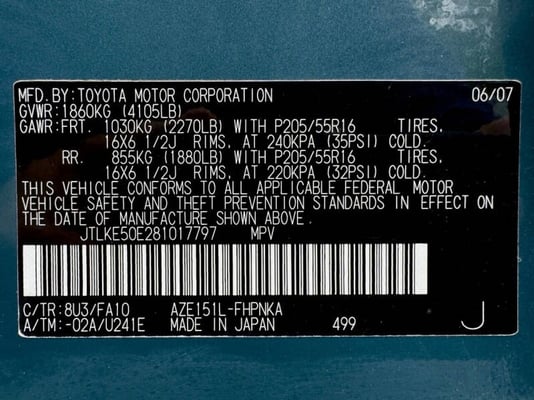 MFD.BY:TOYOTA MOTOR CORPORATION 06/07
GVWR:1860KG (4105LB)
GAWR:FRT. 1030KG (2270LB) WITH P205/55R16 TIRES,
16X6 1/2J RIMS, AT 240KPA (35PSI) COLD.
RR. 855KG (1880LB) WITH P205/55R16 TIRES,
16X6 1/2J RIMS, AT 220KPA (32PSI) COLD.
THIS VEHICLE CONFORMS TO ALL APPLICABLE FEDERAL MOTOR
VEHICLE SAFETY AND THEFT PREVENTION STANDARDS IN EFFECT ON
THE DATE OF MANUFACTURE SHOWN ABOVE.
JTLKE50E281017797 MPV
C/TR:8U3/FA10 AZE151L-FHPNKA
A/TM:-02A/U241E MADE IN JAPAN 499 J